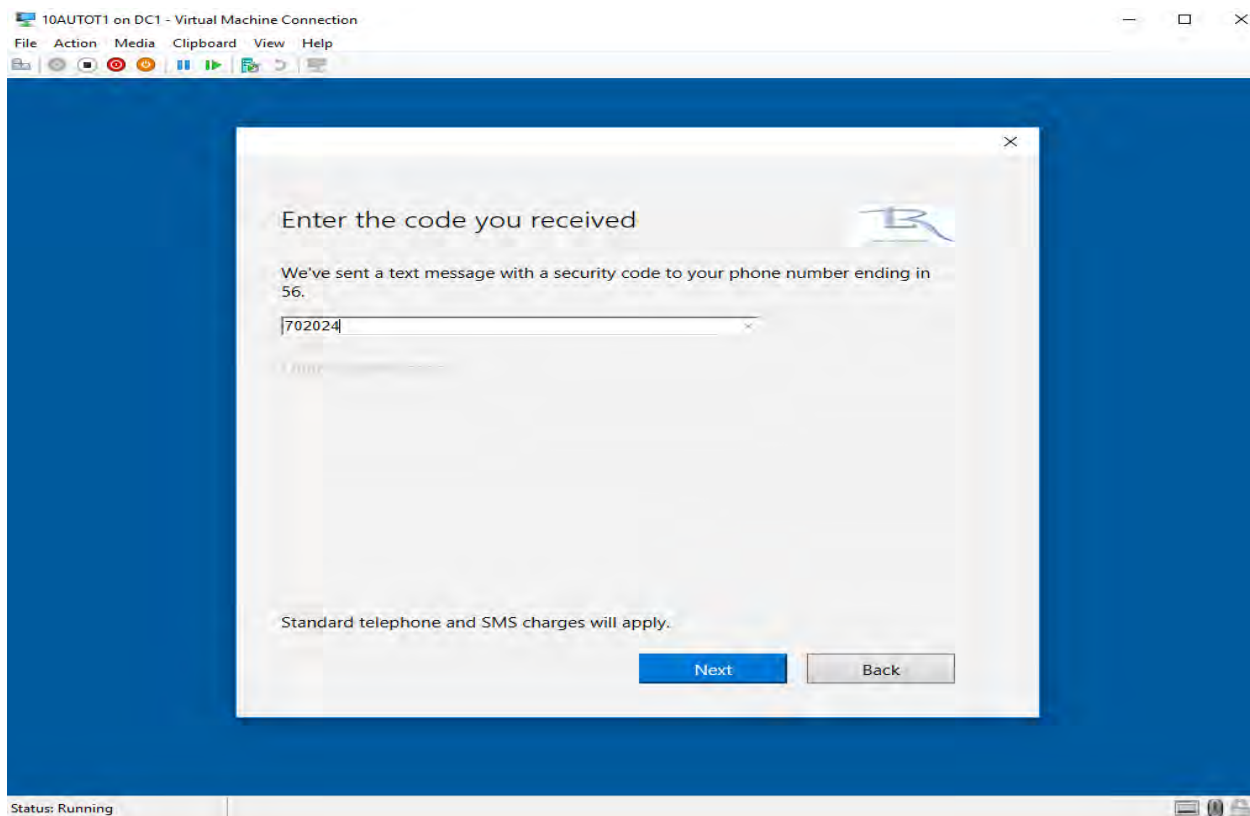 10AUTOT1 on DC1 - Virtual Machine Connection
File Action Media Clipboard View Help
Enter the code you received
We've sent a text message with a security code to your phone number ending in
56.
702024
Standard telephone and SMS charges will apply.
Next Back
Status: Running